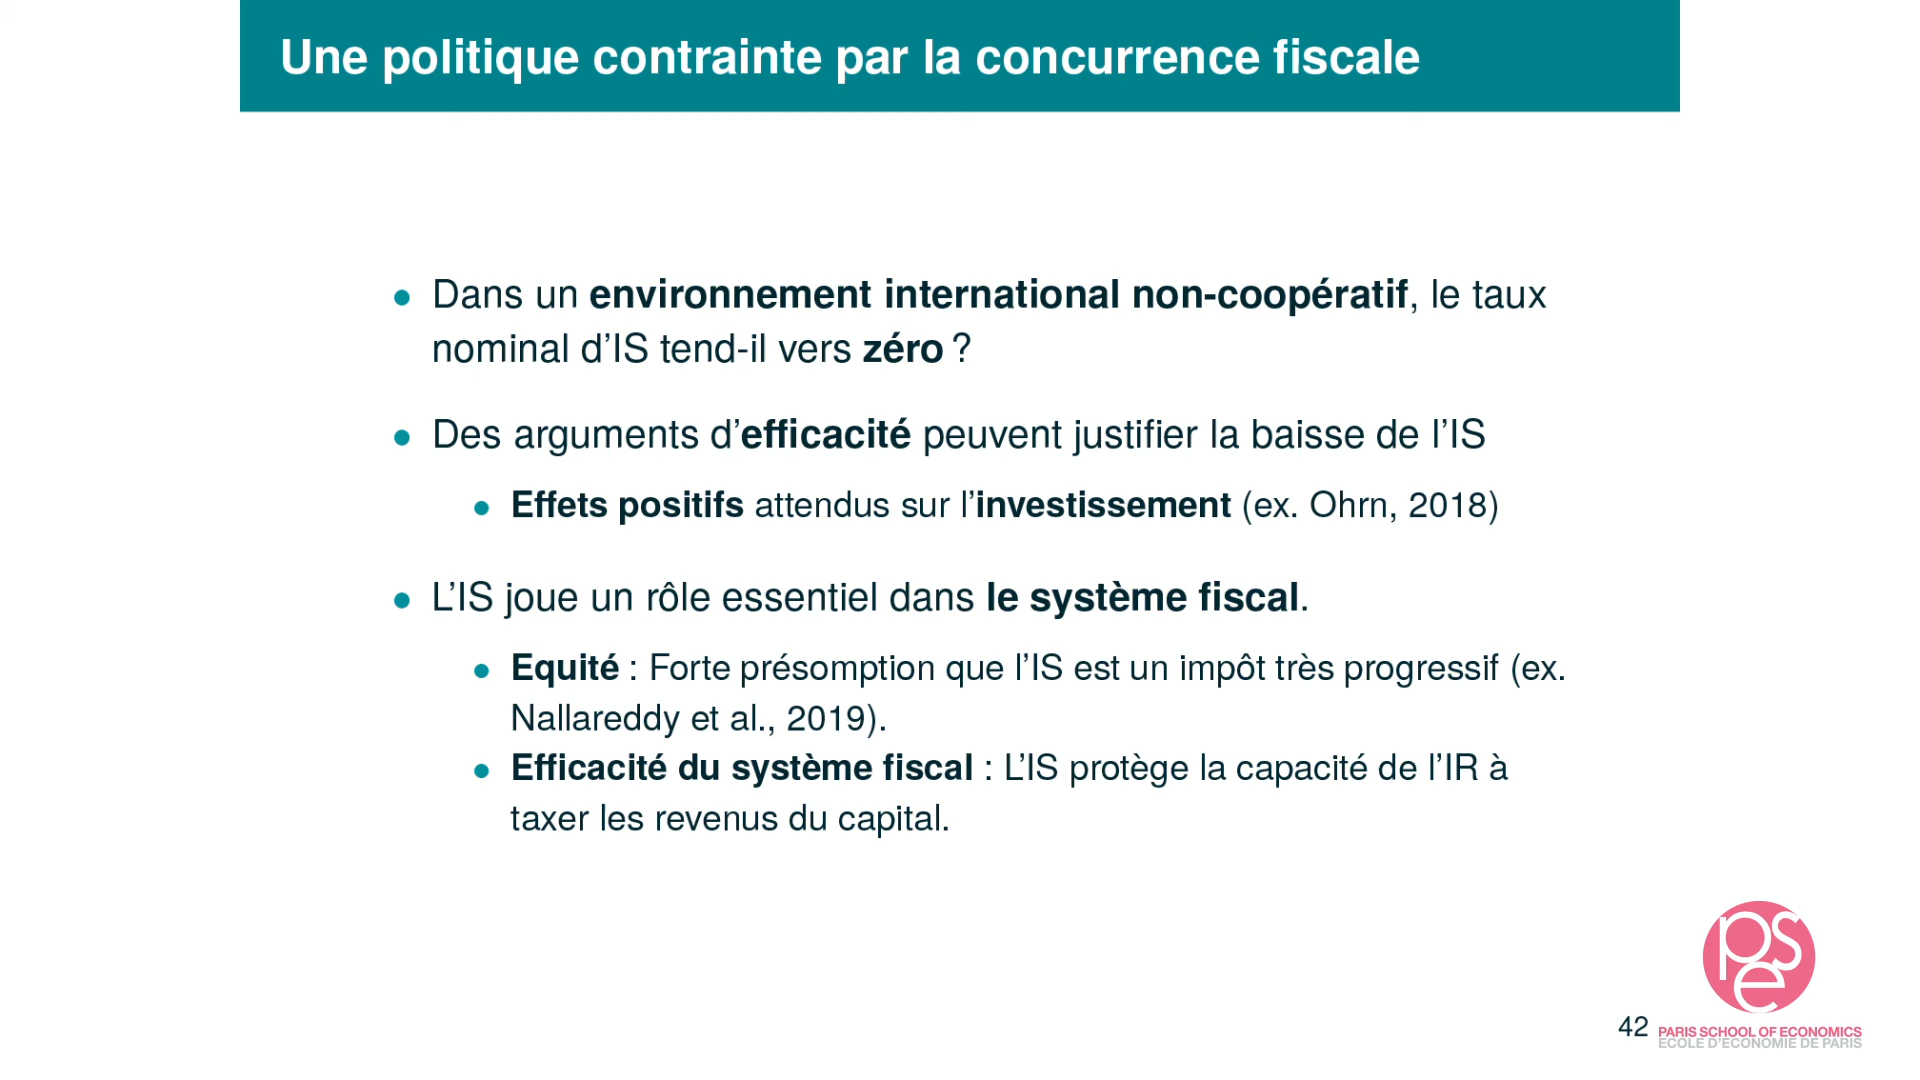 Une politique contrainte par la concurrence fiscale
• Dans un environnement international non-coopératif, le taux
nominal d’IS tend-il vers zéro ?
• Des arguments d’efficacité peuvent justifier la baisse de l’IS
• Effets positifs attendus sur l’investissement (ex. Ohrn, 2018)
• L’IS joue un rôle essentiel dans le système fiscal.
• Equité : Forte présomption que l’IS est un impôt très progressif (ex.
Nallareddy et al., 2019).
• Efficacité du système fiscal : L’IS protège la capacité de l’IR à
taxer les revenus du capital.
pse
42
PARIS SCHOOL OF ECONOMICS
ECOLE D'ECONOMIE DE PARIS